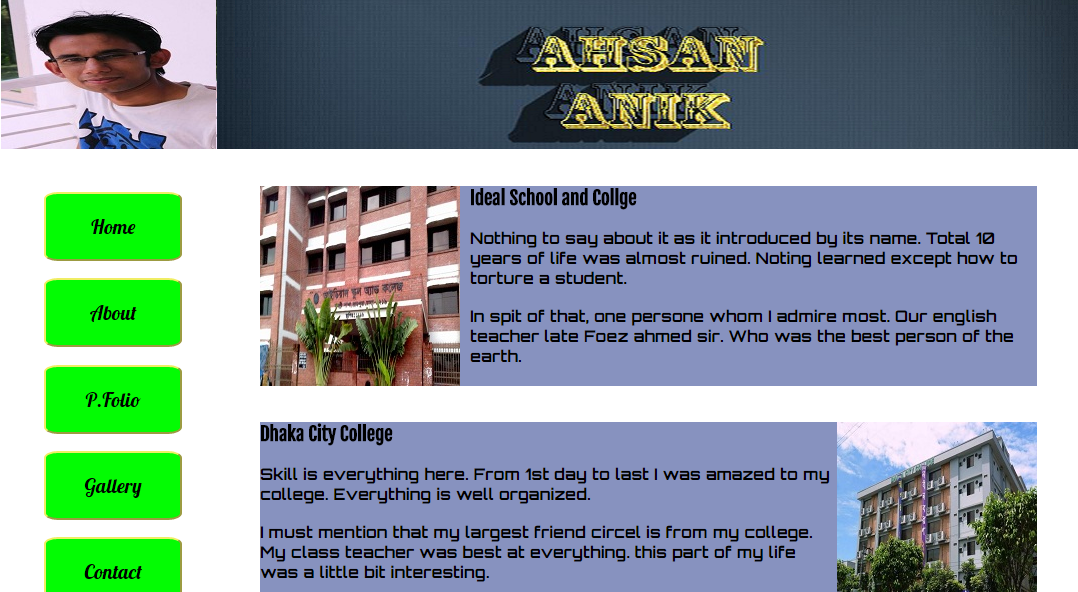 AHSAN
ANIK
Home
About
P.Folio
Gallery
Contact
Ideal School and Collge
Nothing to say about it as it introduced by its name. Total 10
years of life was almost ruined. Noting learned except how to
torture a student.
In spit of that, one persone whom I admire most. Our english
teacher late Foez ahmed sir. Who was the best person of the
earth.
আইডিয়াল স্কুল অ্যান্ড কলেজ
Dhaka City College
Skill is everything here. From 1st day to last I was amazed to my
college. Everything is well organized.
I must mention that my largest friend circel is from my college.
My class teacher was best at everything. this part of my life
was a little bit interesting.